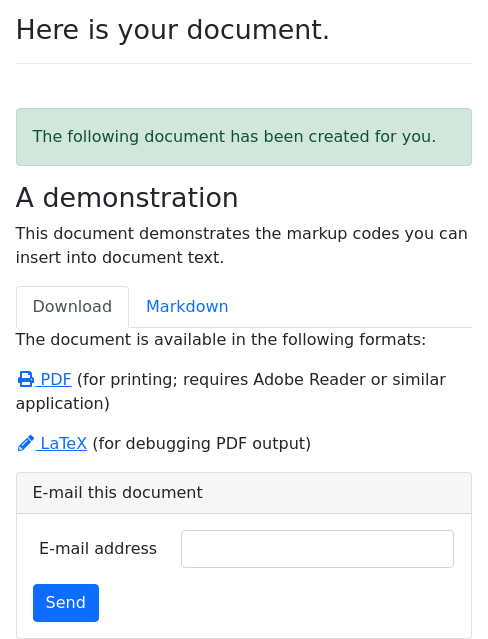 Here is your document.
The following document has been created for you.
A demonstration
This document demonstrates the markup codes you can
insert into document text.
Download Markdown
The document is available in the following formats:
PDF (for printing; requires Adobe Reader or similar
application)
LaTeX (for debugging PDF output)
E-mail this document
E-mail address
Send